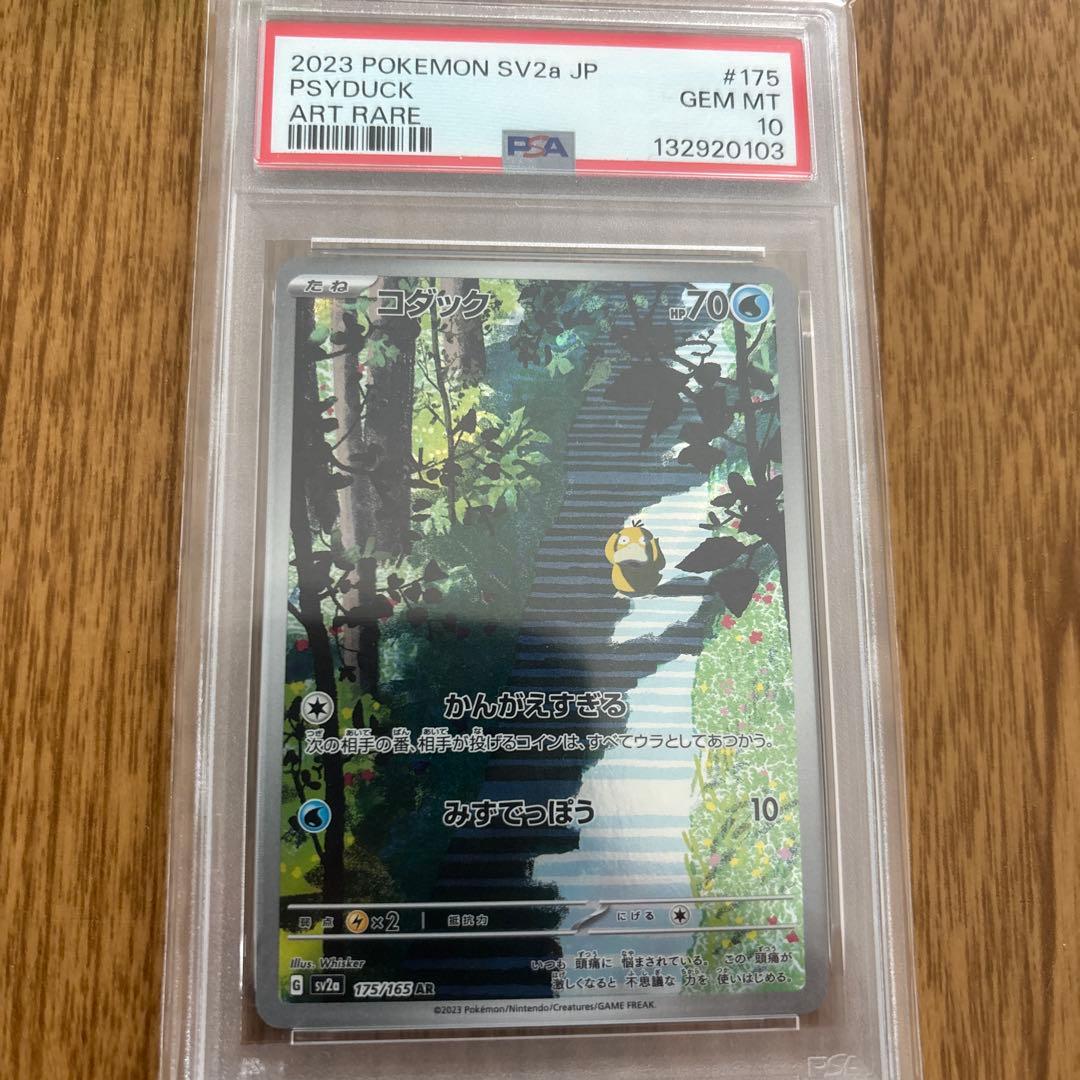 2023 POKEMON SV2a JP #175
PSYDUCK GEM MT
ART RARE 10
PSA 132920103
たね コダック HP70
かんがえすぎる
次の相手の番、相手が投げるコインは、すべてウラとしてあつかう。
みずでっぽう 10
弱点 ×2 抵抗力 にげる
Illus. Whisker
いつも 頭痛に 悩まされている。 この 頭痛が
激しくなると 不思議な 力を 使いはじめる。
G sv2a 175/165 AR
©2023 Pokémon/Nintendo/Creatures/GAME FREAK.
PSA